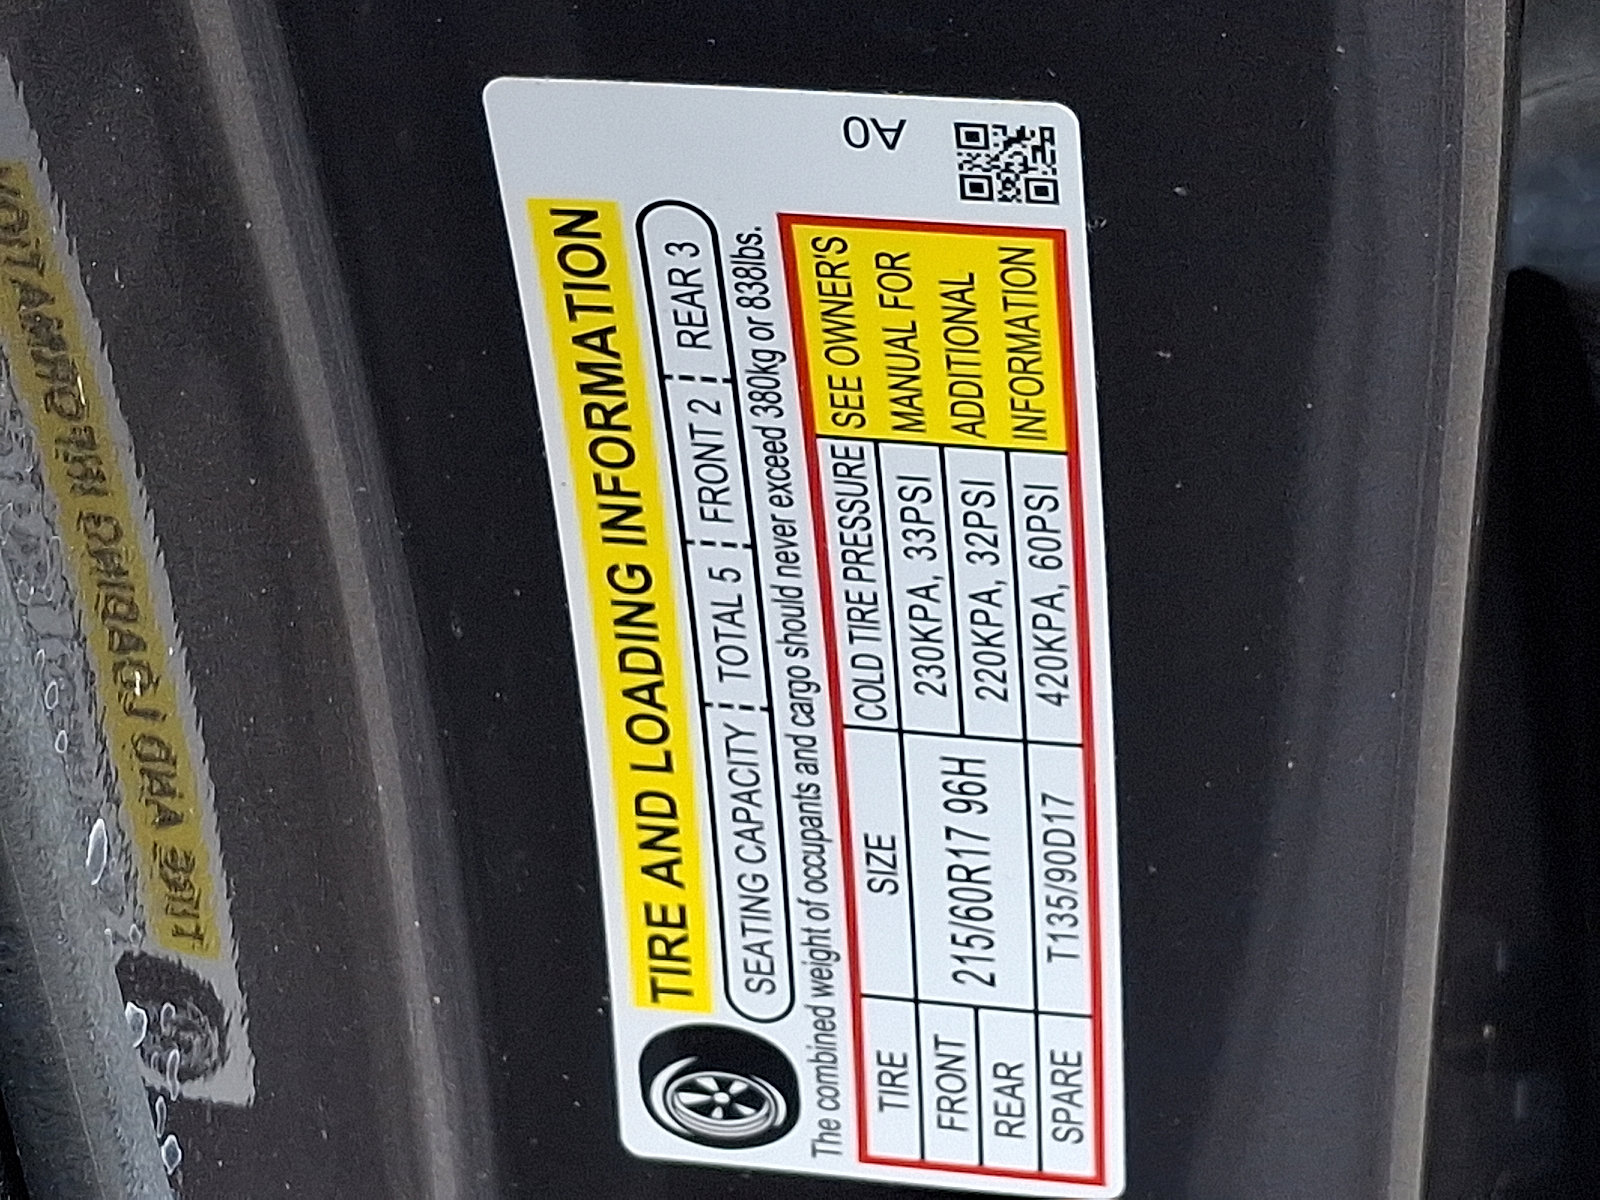 TIRE AND LOADING INFORMATION
SEATING CAPACITY TOTAL 5 FRONT 2 REAR 3
The combined weight of occupants and cargo should never exceed 380kg or 838lbs.
TIRE SIZE COLD TIRE PRESSURE
FRONT 215/60R17 96H 230KPA, 33PSI
REAR 220KPA, 32PSI
SPARE T135/90D17 420KPA, 60PSI
SEE OWNER'S
MANUAL FOR
ADDITIONAL
INFORMATION
A0